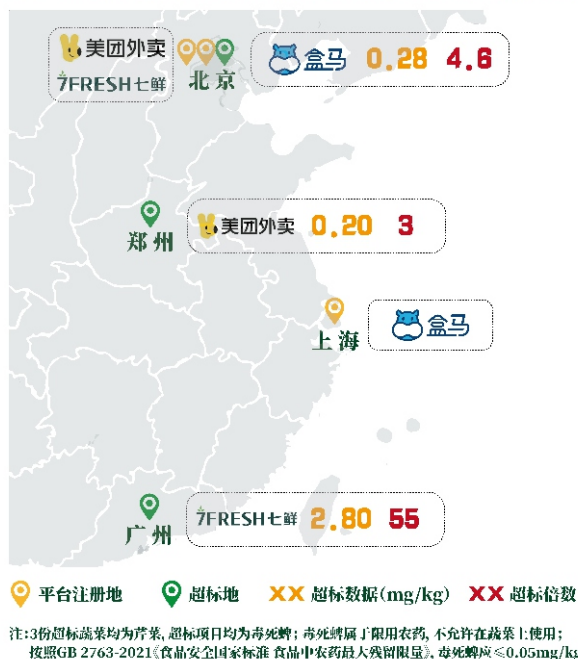 美团外卖
7FRESH七鲜
北京
盒马 0.28 4.6
郑州
美团外卖 0.20 3
上海
盒马
广州
7FRESH七鲜 2.80 55
平台注册地 超标地 XX 超标数据(mg/kg) XX 超标倍数
注:3份超标蔬菜均为芹菜,超标项目均为毒死蜱;毒死蜱属于限用农药,不允许在蔬菜上使用;
按照GB 2763-2021《食品安全国家标准 食品中农药最大残留限量》,毒死蜱应≤0.05mg/kg